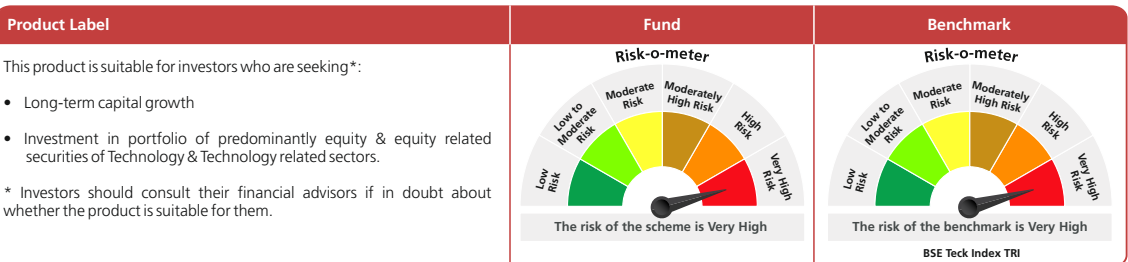 Product Label
Fund
Benchmark
This product is suitable for investors who are seeking*:
• Long-term capital growth
• Investment in portfolio of predominantly equity & equity related
securities of Technology & Technology related sectors.
* Investors should consult their financial advisors if in doubt about
whether the product is suitable for them.
Risk-o-meter
Low
Risk
Low to
Moderate
Risk
Moderate
Risk
Moderately
High Risk
High
Risk
Very High
Risk
The risk of the scheme is Very High
Risk-o-meter
Low
Risk
Low to
Moderate
Risk
Moderate
Risk
Moderately
High Risk
High
Risk
Very High
Risk
The risk of the benchmark is Very High
BSE Teck Index TRI